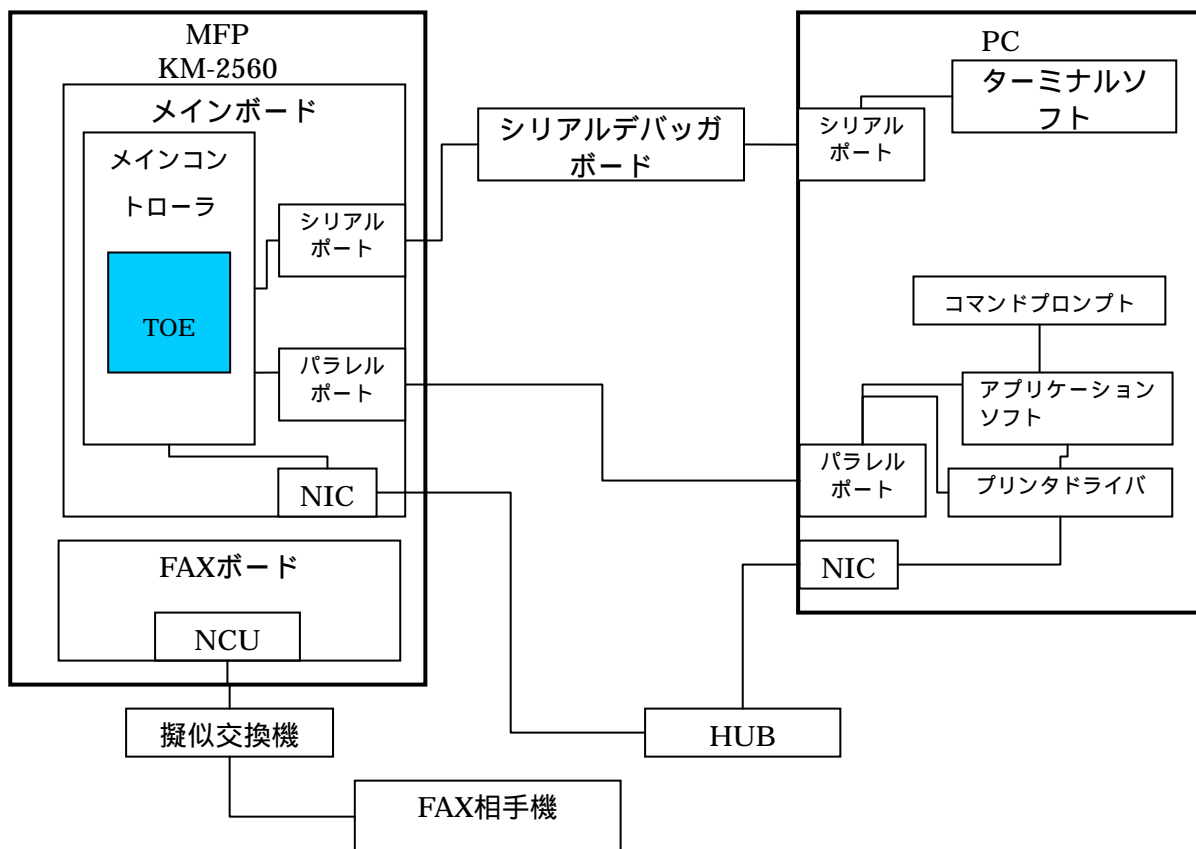 MFP
KM-2560
メインボード
メインコン
トローラ
TOE
シリアル
ポート
パラレル
ポート
NIC
FAXボード
NCU
擬似交換機
FAX相手機
シリアルデバッガ
ボード
HUB
PC
ターミナルソ
フト
シリアル
ポート
コマンドプロンプト
アプリケーション
ソフト
プリンタドライバ
パラレル
ポート
NIC